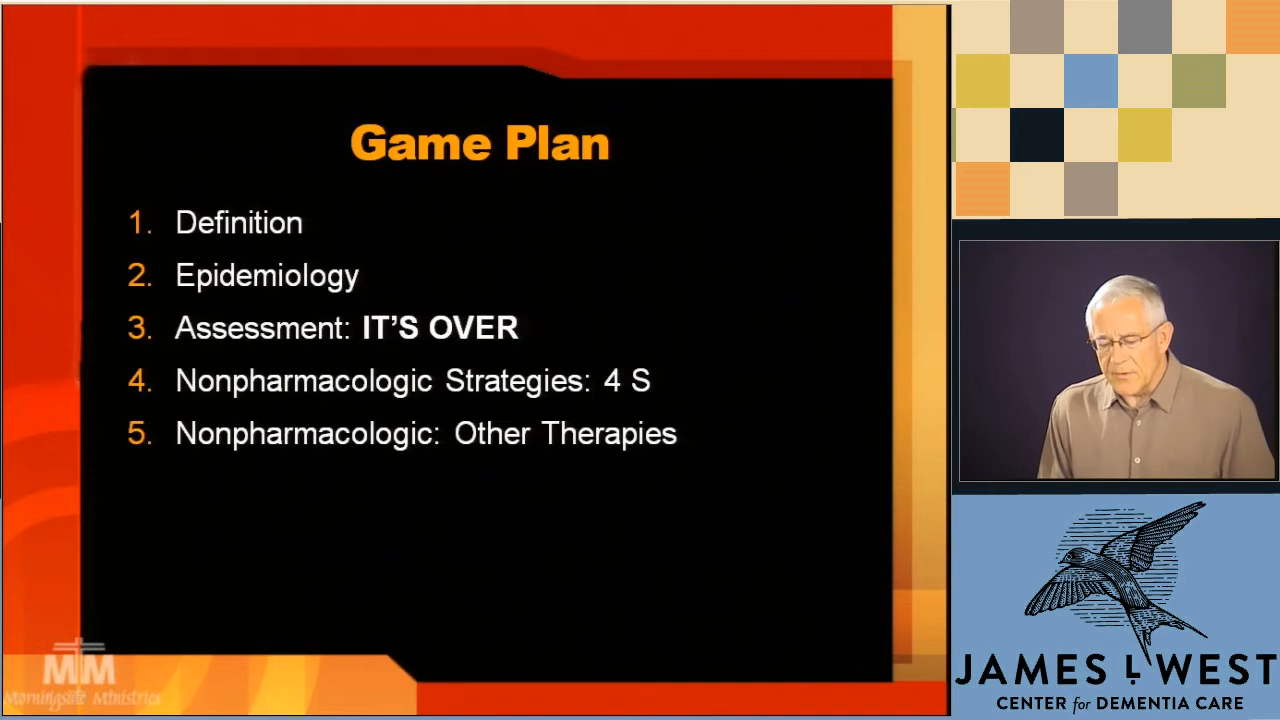 Game Plan
1. Definition
2. Epidemiology
3. Assessment: IT'S OVER
4. Nonpharmacologic Strategies: 4 S
5. Nonpharmacologic: Other Therapies
MM
Morningside Ministries
JAMES L WEST
CENTER for DEMENTIA CARE